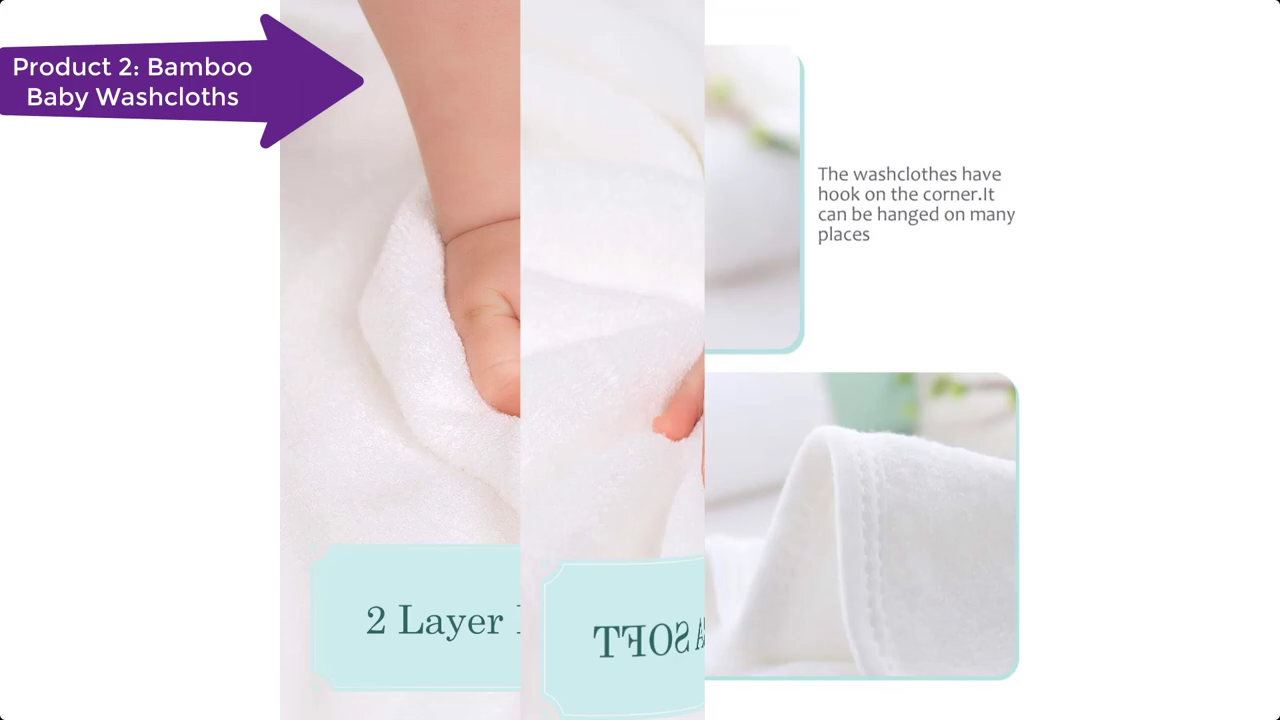 Product 2: Bamboo
Baby Washcloths
The washclothes have
hook on the corner.It
can be hanged on many
places
2 Layer
SOFT